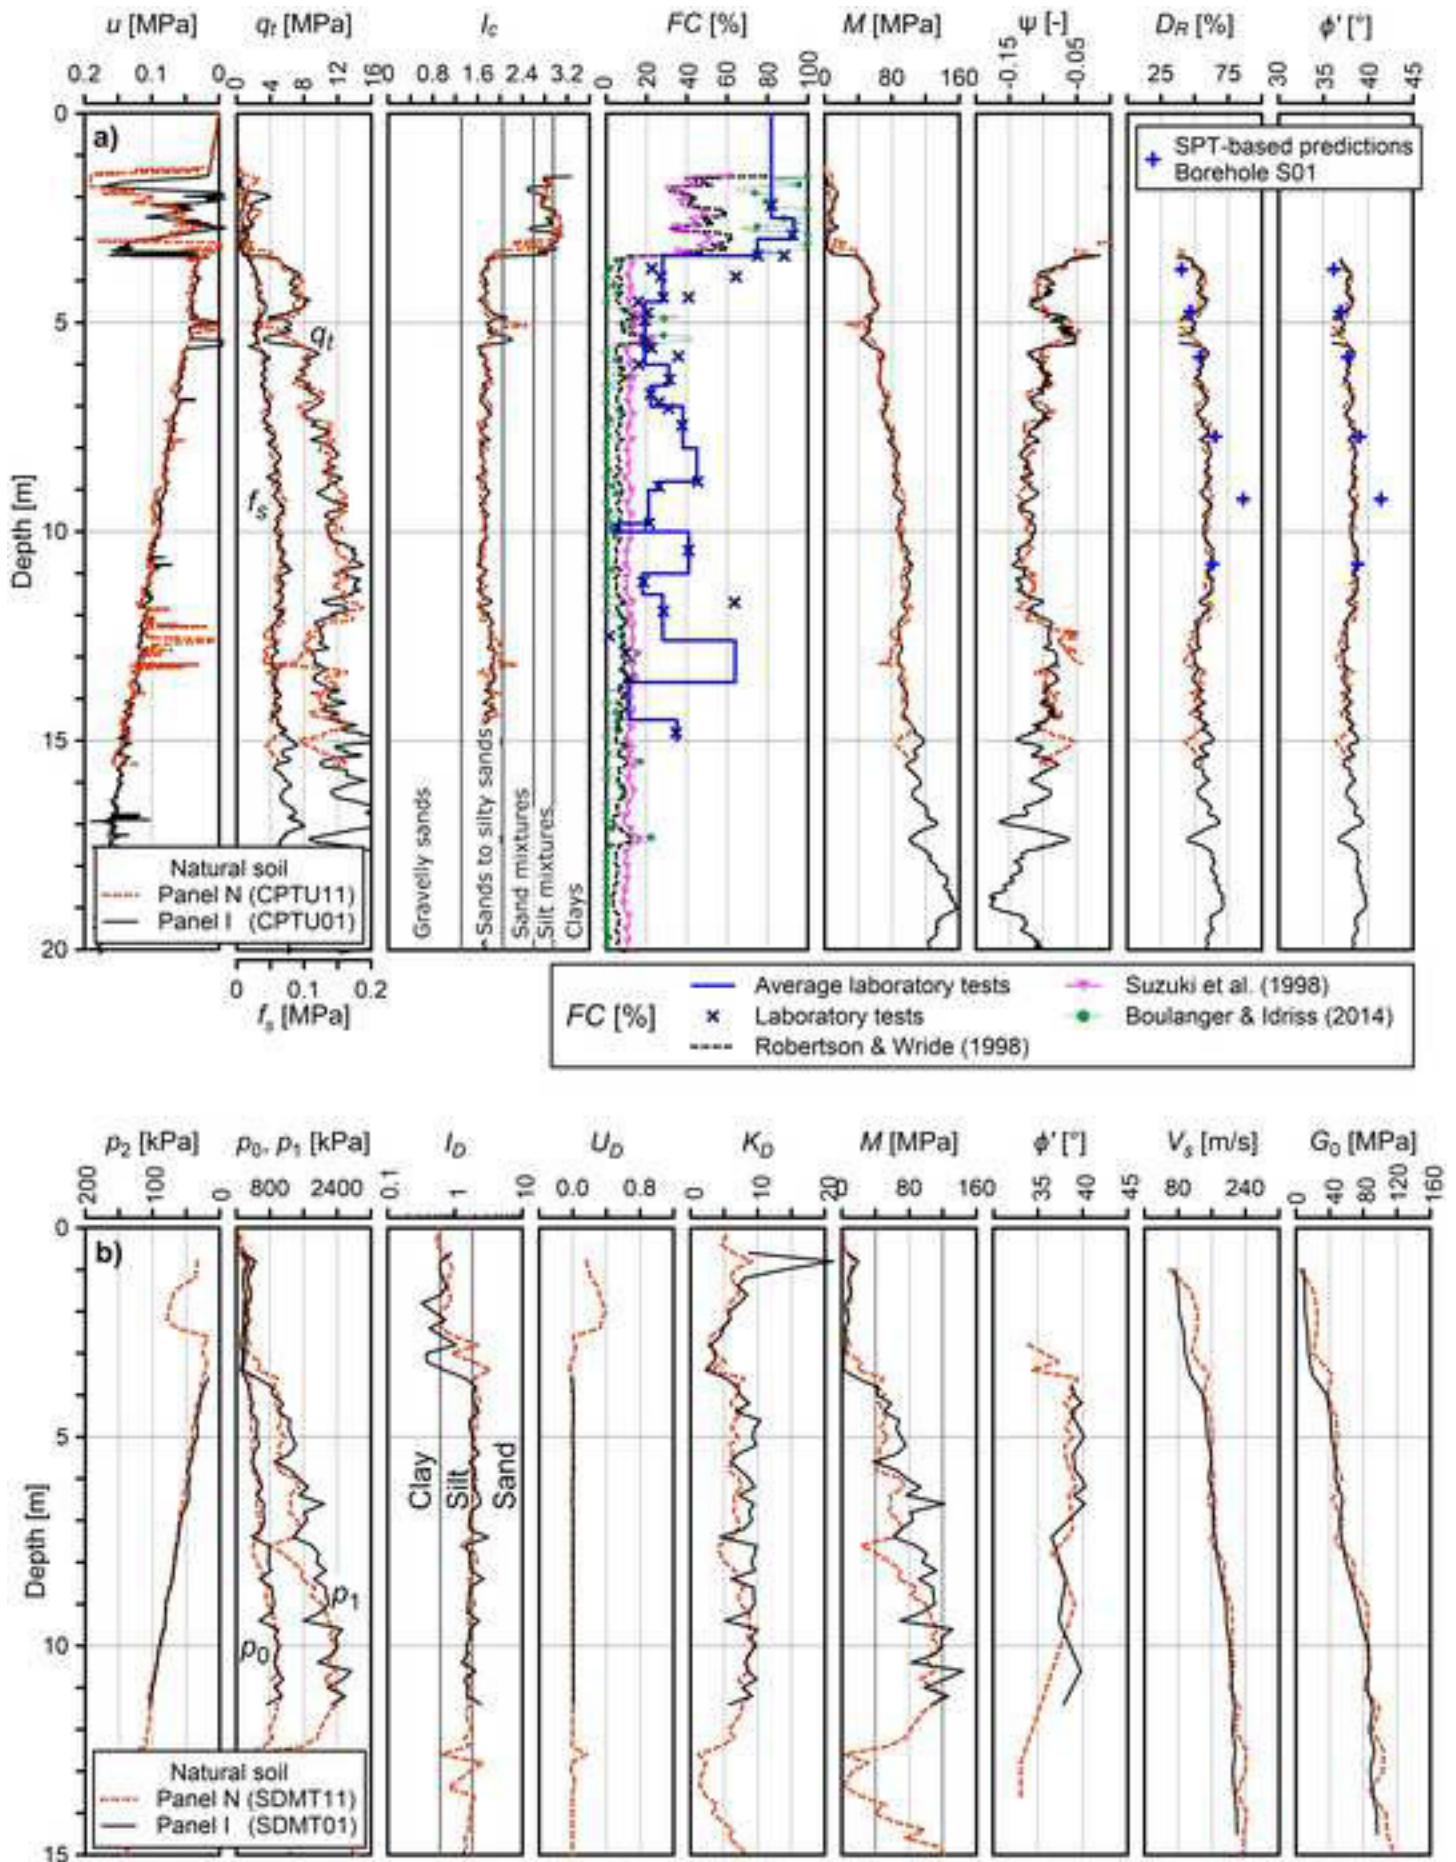 u [MPa] qt [MPa] Ic FC [%] M [MPa] Ψ [-] DR [%] ϕ' [°]
0.2 0.1 0 0 4 12 16 0 0.8 1.6 2.4 3.2 0 20 40 60 80 100 0 80 160 -0.15 -0.05 25 75 30 35 41 45
a)
SPT-based predictions
Borehole S01
0
5
10
15
20
Depth [m]
qt
fs
Gravelly sands
Sands to silty sands
Sand mixtures
Silt mixtures
Clays
Natural soil
Panel N (CPTU11)
Panel I (CPTU01)
0 0.1 0.2
fs [MPa]
FC [%]
Average laboratory tests
Laboratory tests
Robertson & Wride (1998)
Suzuki et al. (1998)
Boulanger & Idriss (2014)
p2 [kPa] p0, p1 [kPa] ID UD KD M [MPa] ϕ' [°] Vs [m/s] G0 [MPa]
200 100 0 0 800 2400 0.1 1 10 0.0 0.8 0 10 20 0 80 160 35 40 45 80 240 0 40 80 120 160
b)
0
5
10
15
Depth [m]
Clay
Silt
Sand
p1
p0
Natural soil
Panel N (SDMT11)
Panel I (SDMT01)